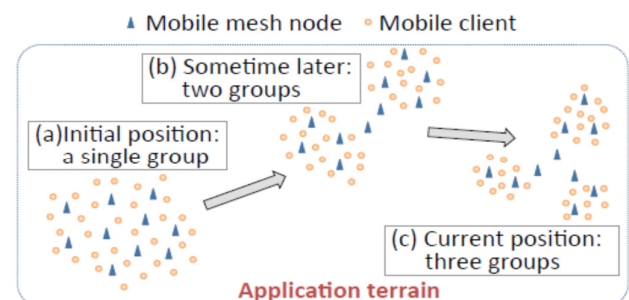 Mobile mesh node
Mobile client
(b) Sometime later:
two groups
(a)Initial position:
a single group
(c) Current position:
three groups
Application terrain